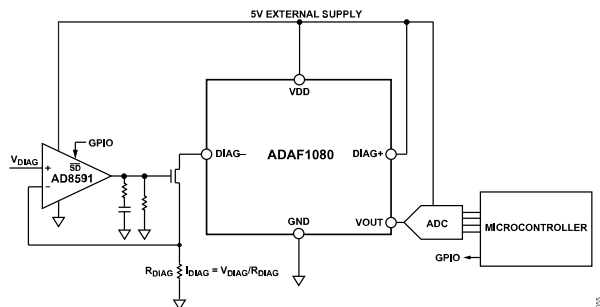 5V EXTERNAL SUPPLY
VDD
GPIO
VDIAG
+
SD
AD8591
–
DIAG–
ADAF1080
DIAG+
GND
VOUT
ADC
MICROCONTROLLER
GPIO
RDIAG
IDIAG = VDIAG/RDIAG